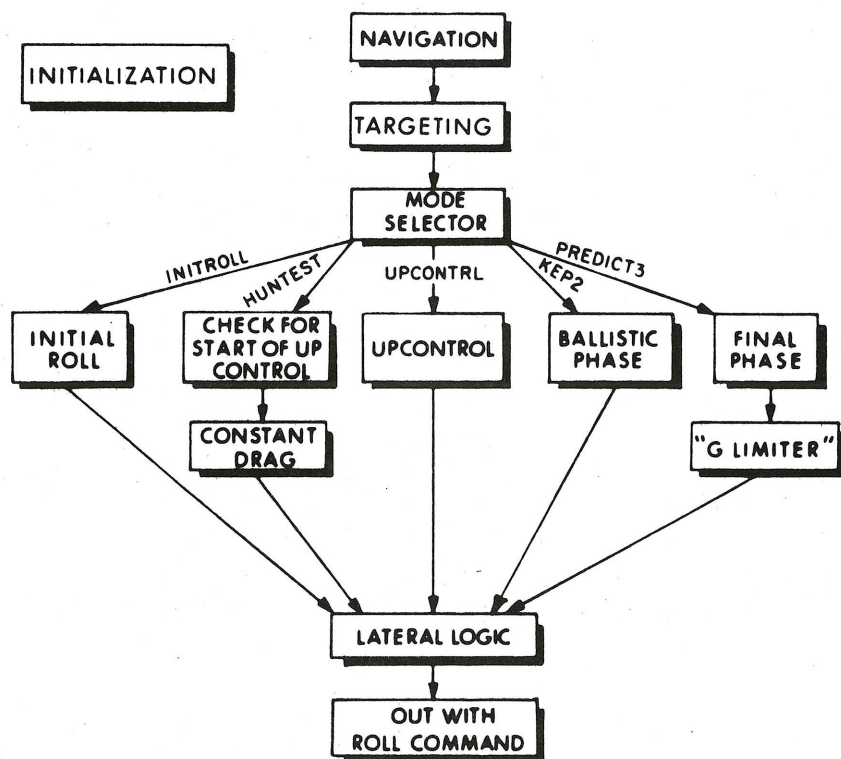 NAVIGATION
INITIALIZATION
TARGETING
MODE
SELECTOR
INITROLL
HUNTEST
UPCONTRL
KEP2
PREDICT3
INITIAL
ROLL
CHECK FOR
START OF UP
CONTROL
UPCONTROL
BALLISTIC
PHASE
FINAL
PHASE
CONSTANT
DRAG
"G LIMITER"
LATERAL LOGIC
OUT WITH
ROLL COMMAND